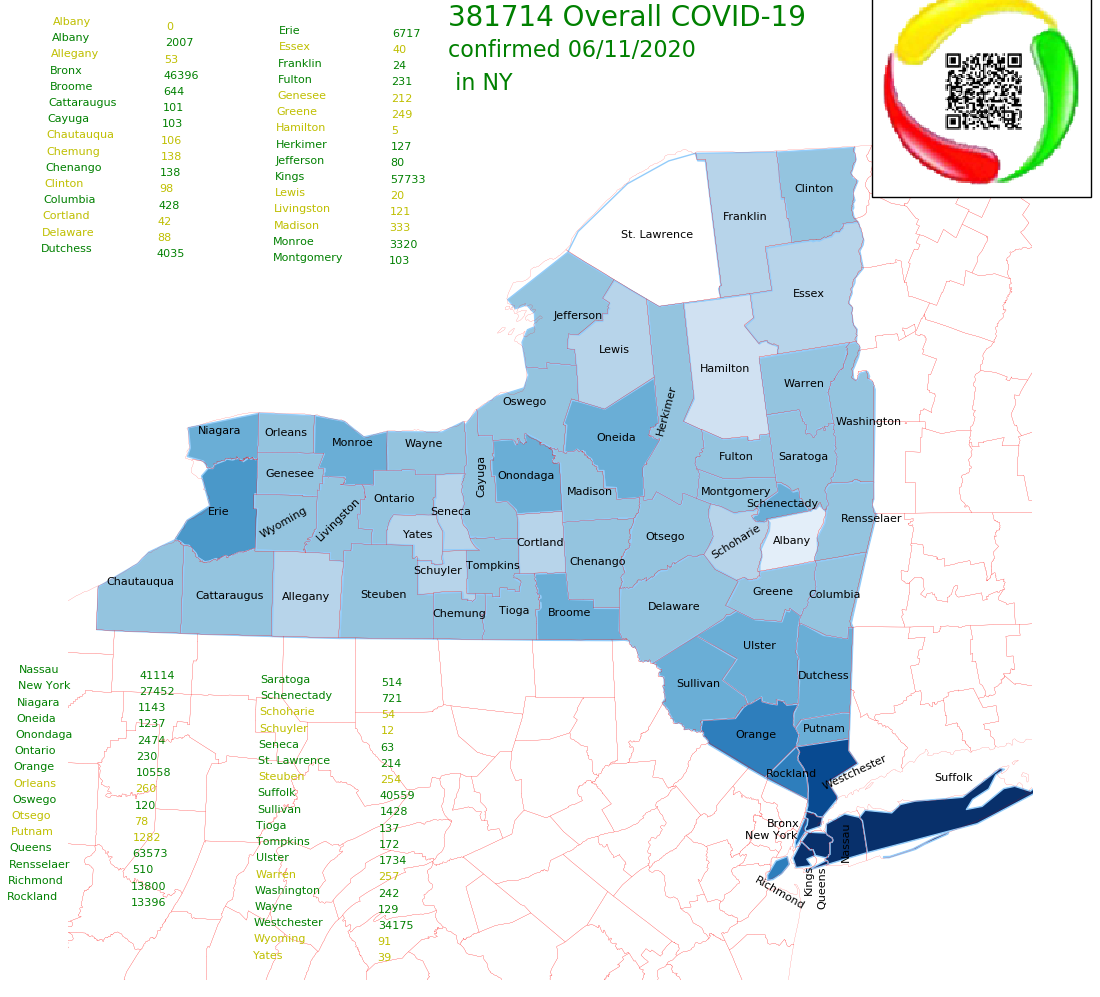 381714 Overall COVID-19
confirmed 06/11/2020
in NY
Albany 0
Albany 2007
Allegany 53
Bronx 46396
Broome 644
Cattaraugus 101
Cayuga 103
Chautauqua 106
Chemung 138
Chenango 138
Clinton 98
Columbia 428
Cortland 42
Delaware 88
Dutchess 4035
Erie 6717
Essex 40
Franklin 24
Fulton 231
Genesee 212
Greene 249
Hamilton 5
Herkimer 127
Jefferson 80
Kings 57733
Lewis 20
Livingston 121
Madison 333
Monroe 3320
Montgomery 103
Clinton
Franklin
St. Lawrence
Essex
Jefferson
Lewis
Hamilton
Warren
Oswego
Herkimer
Washington
Niagara
Orleans
Monroe
Wayne
Oneida
Fulton
Saratoga
Genesee
Cayuga
Onondaga
Madison
Montgomery
Schenectady
Ontario
Seneca
Erie
Wyoming
Livingston
Yates
Cortland
Otsego
Schoharie
Albany
Rensselaer
Chautauqua
Cattaraugus
Allegany
Steuben
Schuyler
Tompkins
Chenango
Chemung
Tioga
Broome
Delaware
Greene
Columbia
Ulster
Sullivan
Dutchess
Orange
Putnam
Rockland
Westchester
Suffolk
Bronx
New York
Nassau
Richmond
Kings
Queens
Nassau 41114
New York 27452
Niagara 1143
Oneida 1237
Onondaga 2474
Ontario 230
Orange 10558
Orleans 260
Oswego 120
Otsego 78
Putnam 1282
Queens 63573
Rensselaer 510
Richmond 13800
Rockland 13396
Saratoga 514
Schenectady 721
Schoharie 54
Schuyler 12
Seneca 63
St. Lawrence 214
Steuben 254
Suffolk 40559
Sullivan 1428
Tioga 137
Tompkins 172
Ulster 1734
Warren 257
Washington 242
Wayne 129
Westchester 34175
Wyoming 91
Yates 39